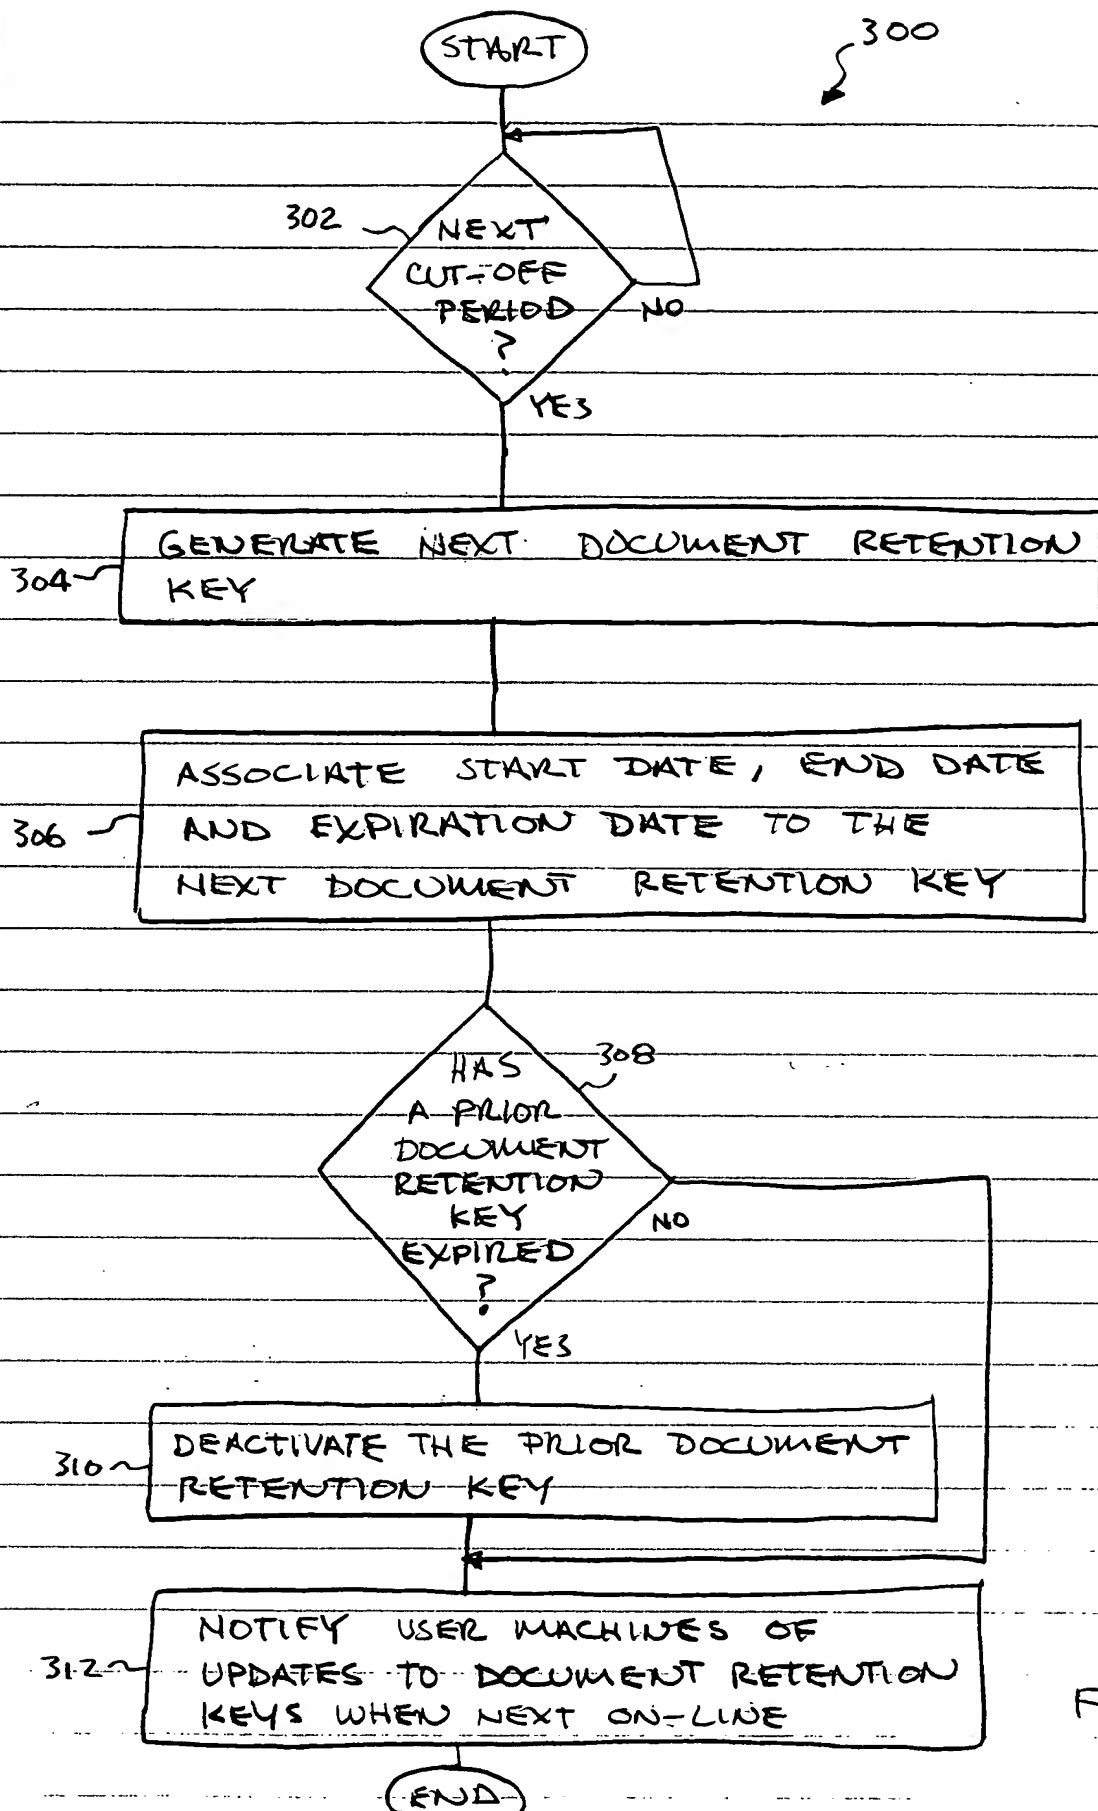 START
300
302
NEXT
CUT-OFF
PERIOD
?
NO
YES
GENERATE NEXT DOCUMENT RETENTION
304
KEY
ASSOCIATE START DATE, END DATE
306
AND EXPIRATION DATE TO THE
NEXT DOCUMENT RETENTION KEY
308
HAS
A PRIOR
DOCUMENT
RETENTION
KEY
NO
EXPIRED
?
YES
DEACTIVATE THE PRIOR DOCUMENT
310
RETENTION KEY
NOTIFY USER MACHINES OF
312
UPDATES TO DOCUMENT RETENTION
KEYS WHEN NEXT ON-LINE
F
END